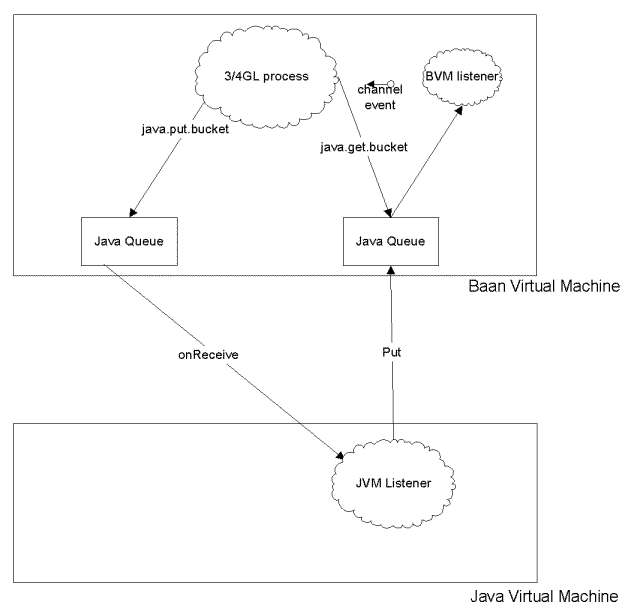 3/4GL process
BVM listener
channel
event
java.put.bucket
java.get.bucket
Java Queue
Java Queue
Baan Virtual Machine
onReceive
Put
JVM Listener
Java Virtual Machine